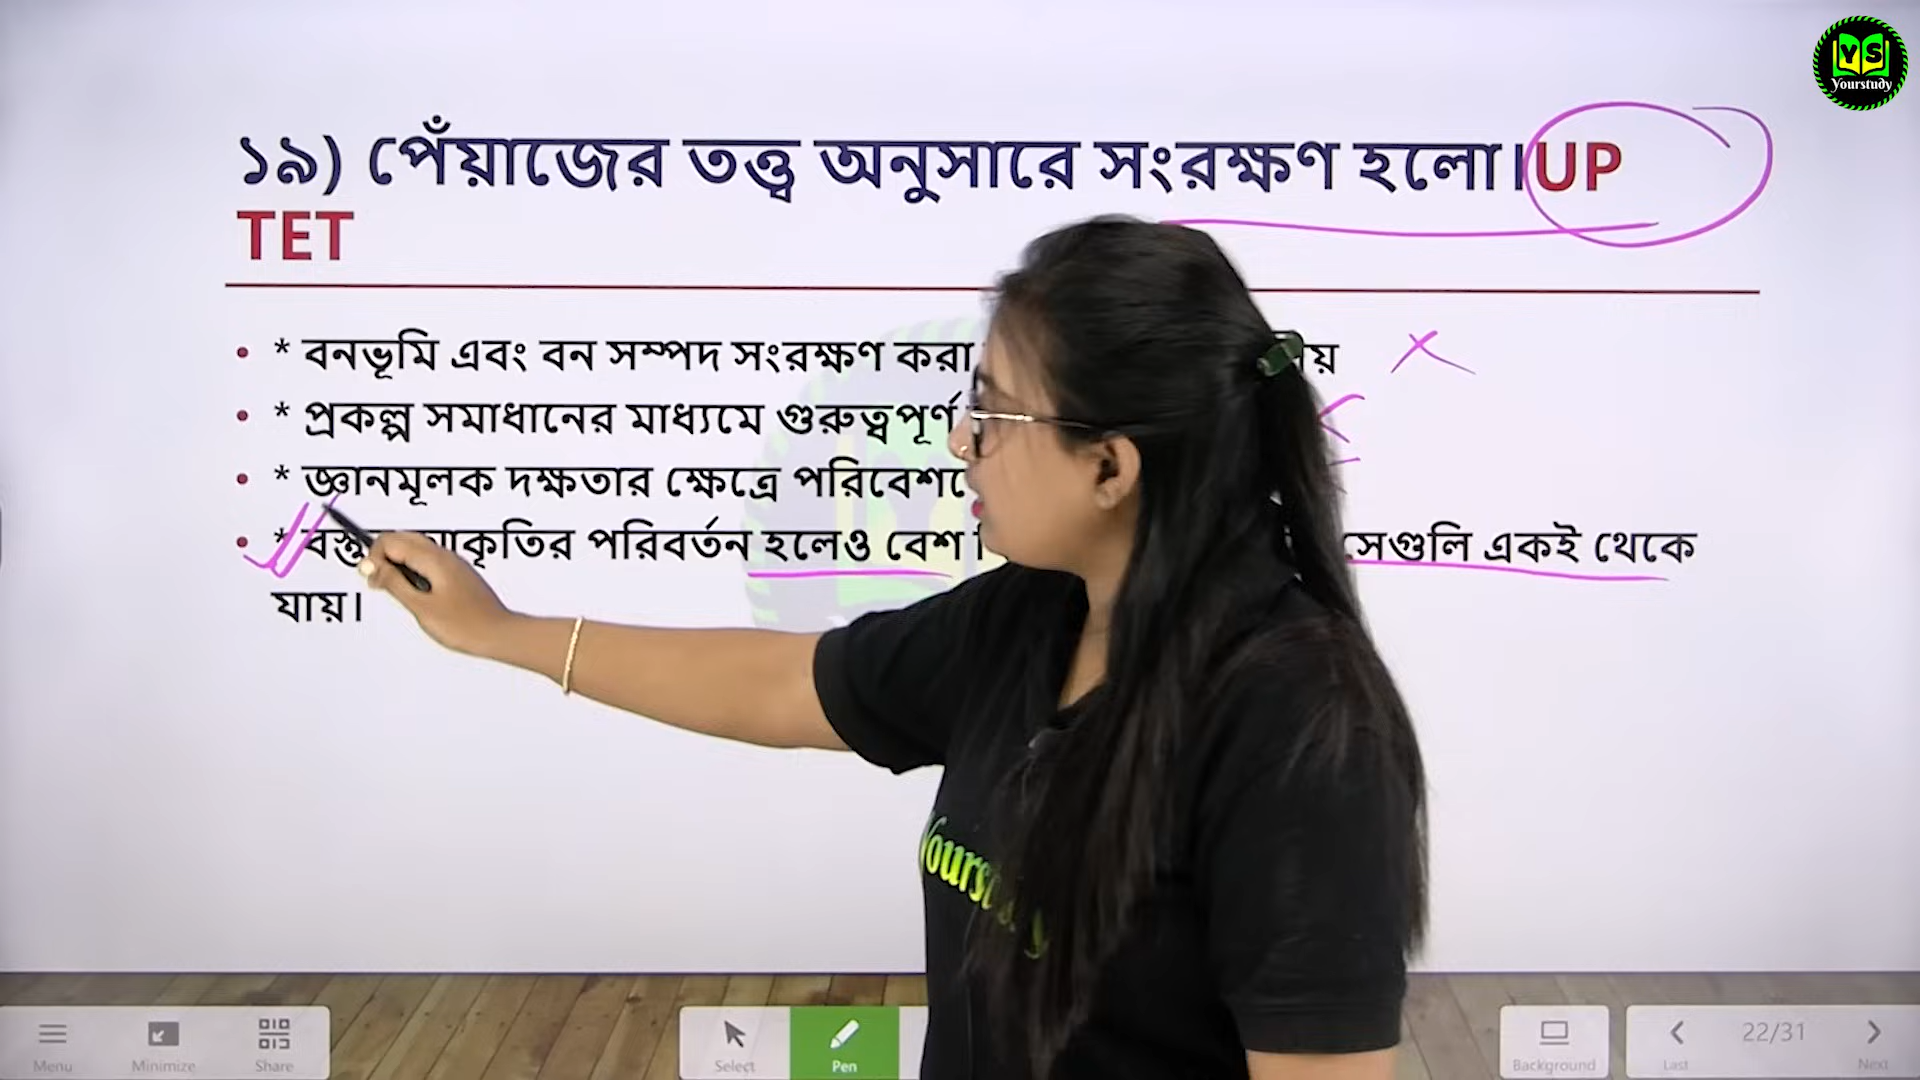 YS
Yourstudy
১৯) পেঁয়াজের তত্ত্ব অনুসারে সংরক্ষণ হলো। UP
TET
* বনভূমি এবং বন সম্পদ সংরক্ষণ করা
* প্রকল্প সমাধানের মাধ্যমে গুরুত্বপূর্ণ
* জ্ঞানমূলক দক্ষতার ক্ষেত্রে
* আকৃতির পরিবর্তন হলেও বেশ সেগুলি একই থেকে
যায়।
Menu Minimize Share Select Pen Background Last 22/31 Next